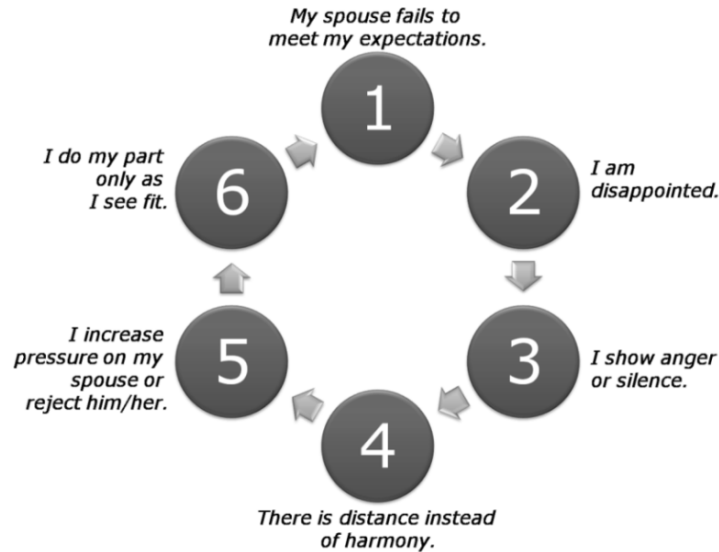 My spouse fails to
meet my expectations.
1
2
I am
disappointed.
3
I show anger
or silence.
4
There is distance instead
of harmony.
5
I increase
pressure on my
spouse or
reject him/her.
6
I do my part
only as
I see fit.